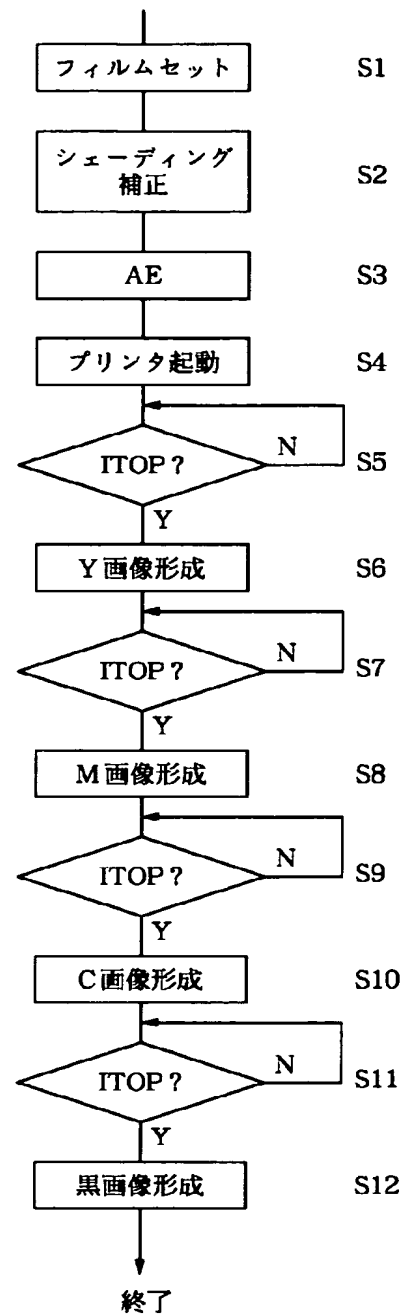 フィルムセット S1
シェーディング
補正 S2
AE S3
プリンタ起動 S4
ITOP? N S5
Y
Y画像形成 S6
ITOP? N S7
Y
M画像形成 S8
ITOP? N S9
Y
C画像形成 S10
ITOP? N S11
Y
黒画像形成 S12
終了